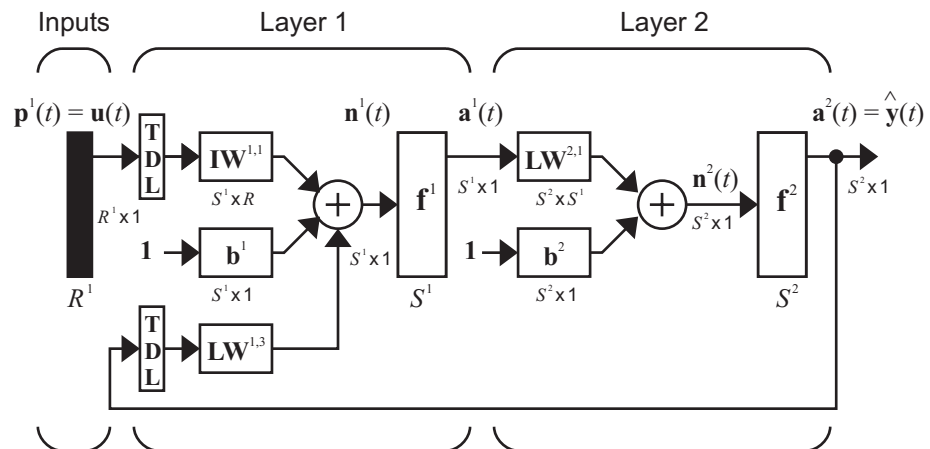 Inputs Layer 1 Layer 2
p¹(t) = u(t) n¹(t) a¹(t) a²(t) = ŷ(t)
TDL IW¹,¹ f¹ LW²,¹ n²(t) f²
S¹ x R S¹ x 1 S² x S¹ S² x 1 S² x 1
R¹ x 1
1 b¹ S¹ x 1 1 b²
S¹ x 1 S² x 1
R¹ S¹ S²
TDL LW¹,³